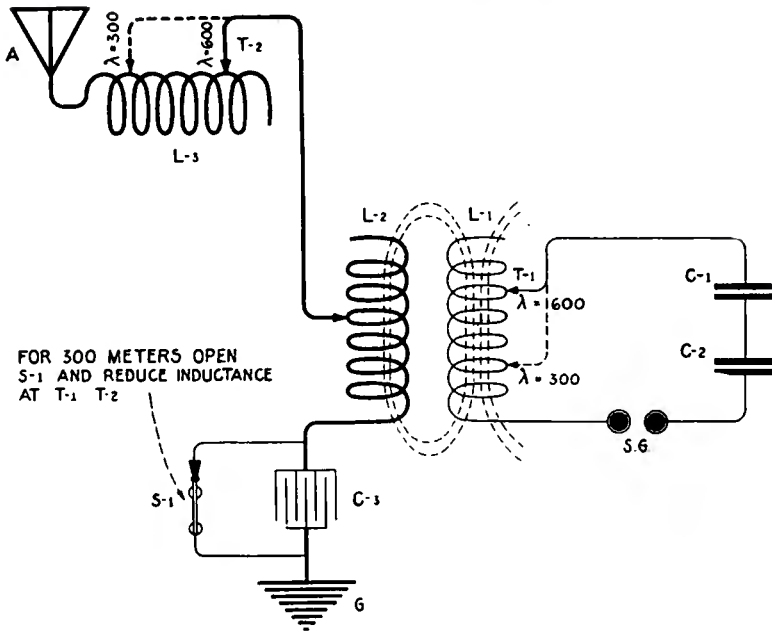 A
λ=300
λ=600
T-2
L-3
L-2
L-1
T-1
λ=600
λ=300
C-1
C-2
S.G.
FOR 300 METERS OPEN
S-1 AND REDUCE INDUCTANCE
AT T-1 T-2
S-1
C-3
G